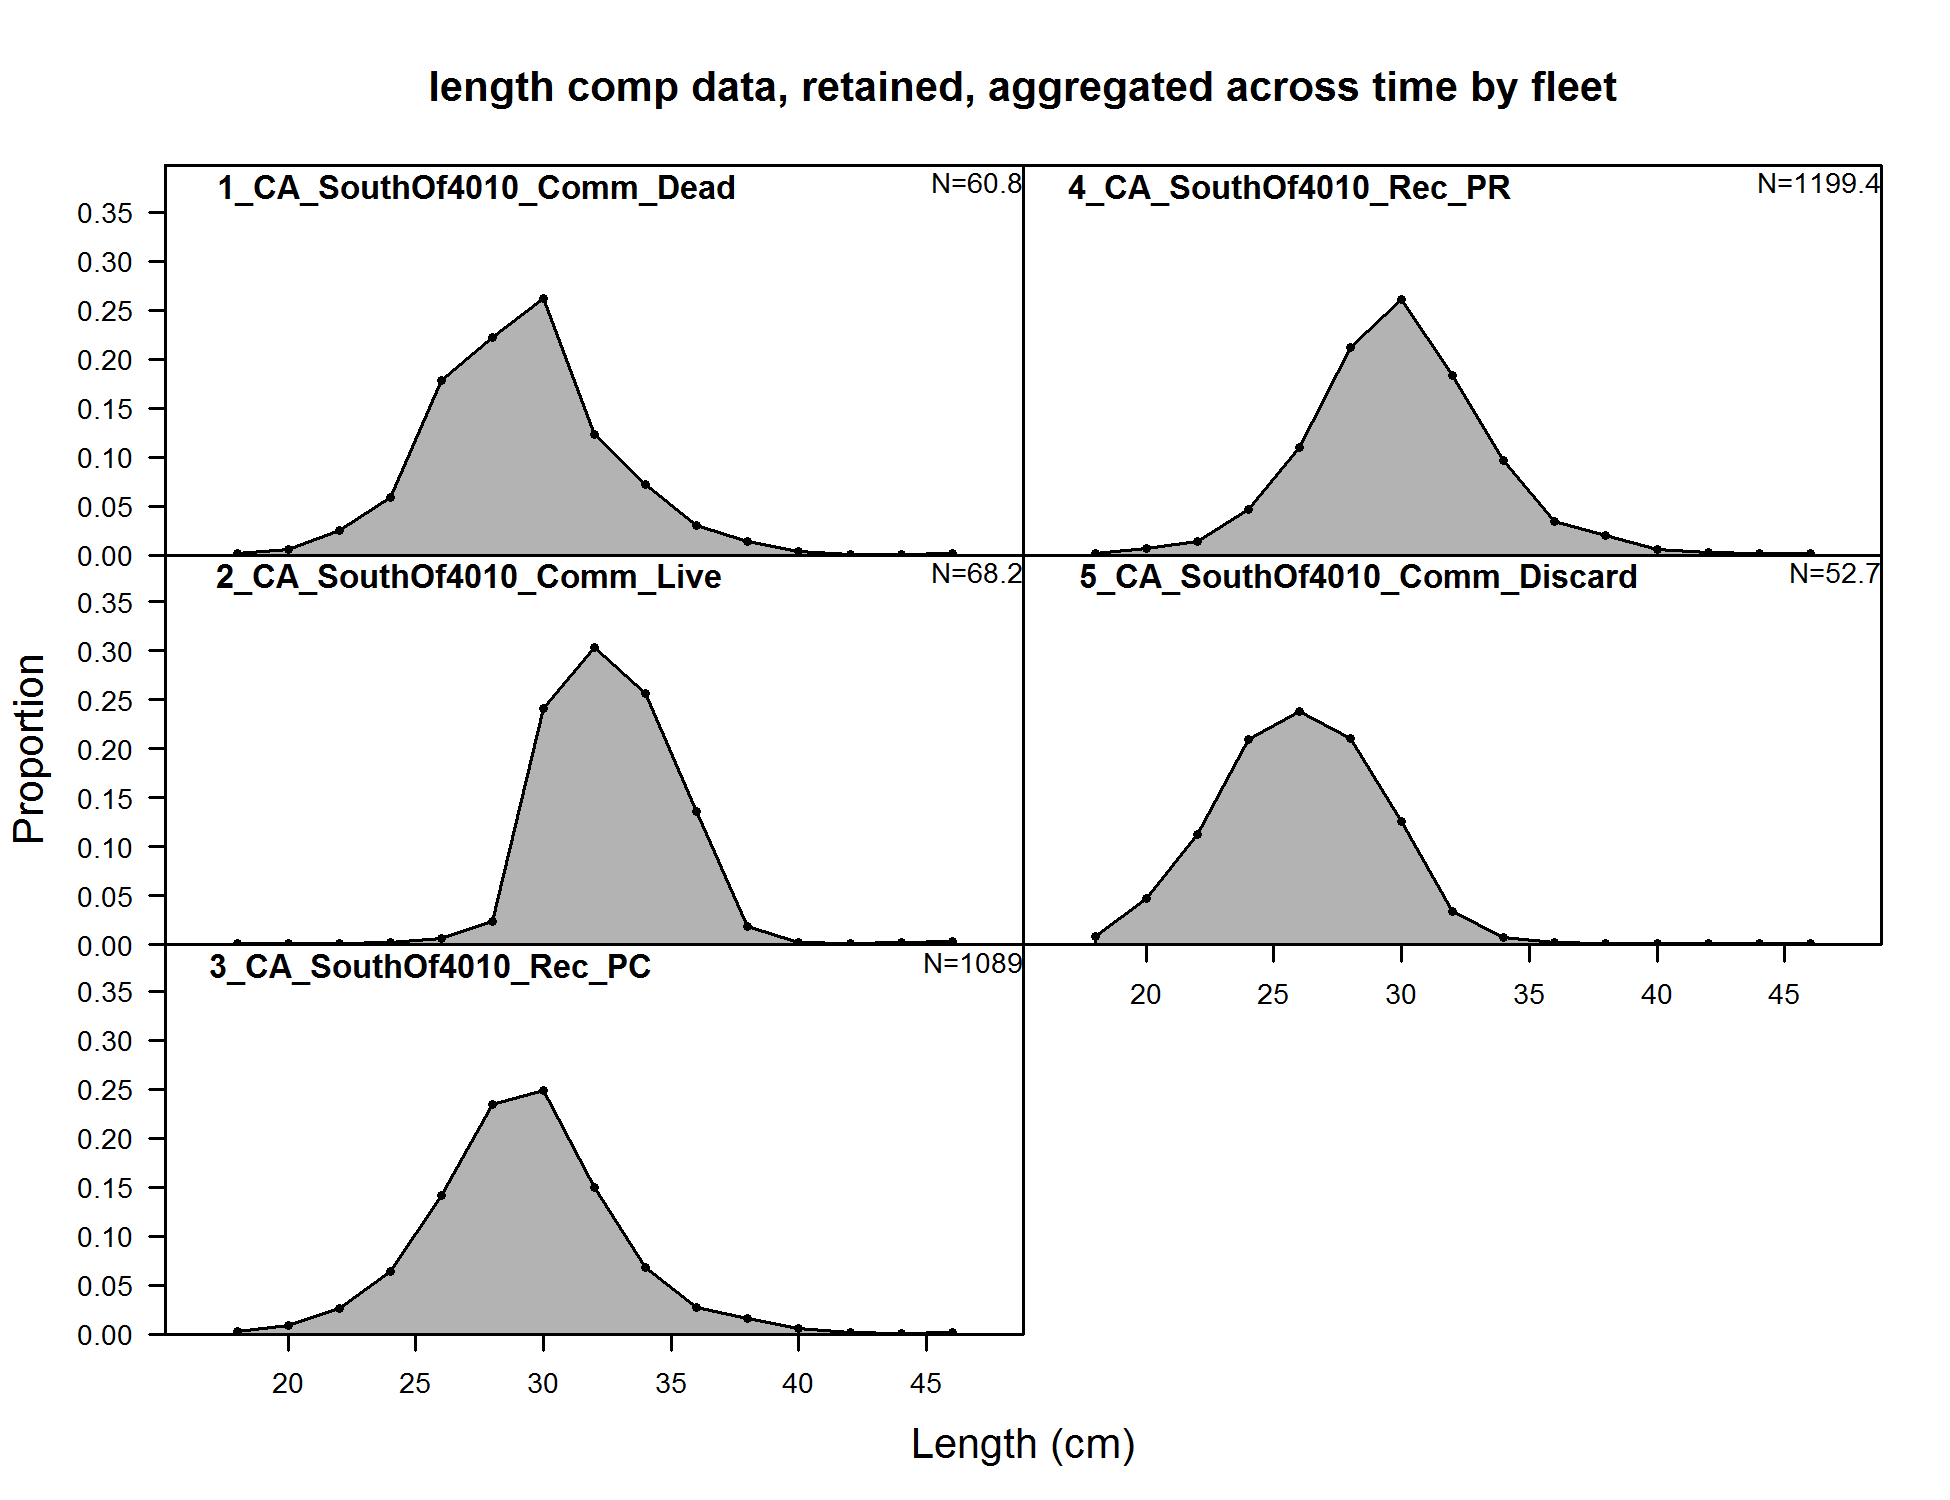 length comp data, retained, aggregated across time by fleet
1_CA_SouthOf4010_Comm_Dead
N=60.8
0.35
0.30
0.25
0.20
0.15
0.10
0.05
0.00
4_CA_SouthOf4010_Rec_PR
N=1199.4
2_CA_SouthOf4010_Comm_Live
N=68.2
0.35
0.30
0.25
0.20
0.15
0.10
0.05
0.00
5_CA_SouthOf4010_Comm_Discard
N=52.7
20 25 30 35 40 45
3_CA_SouthOf4010_Rec_PC
N=1089
0.35
0.30
0.25
0.20
0.15
0.10
0.05
0.00
20 25 30 35 40 45
Proportion
Length (cm)